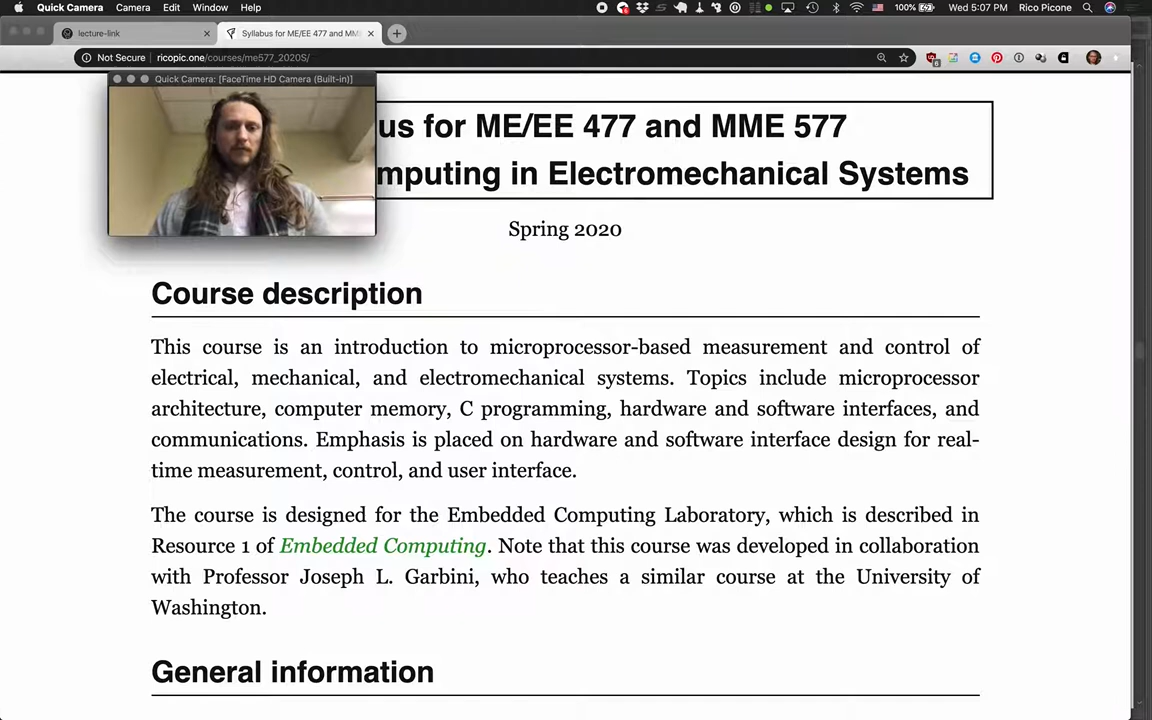 Quick Camera Camera Edit Window Help 100% Wed 5:07 PM Rico Picone
lecture-link
Syllabus for ME/EE 477 and MM
Not Secure ricopic.one/courses/me577_2020S/
Quick Camera: [FaceTime HD Camera (Built-in)]
us for ME/EE 477 and MME 577
mputing in Electromechanical Systems
Spring 2020
Course description
This course is an introduction to microprocessor-based measurement and control of
electrical, mechanical, and electromechanical systems. Topics include microprocessor
architecture, computer memory, C programming, hardware and software interfaces, and
communications. Emphasis is placed on hardware and software interface design for real-
time measurement, control, and user interface.
The course is designed for the Embedded Computing Laboratory, which is described in
Resource 1 of Embedded Computing. Note that this course was developed in collaboration
with Professor Joseph L. Garbini, who teaches a similar course at the University of
Washington.
General information